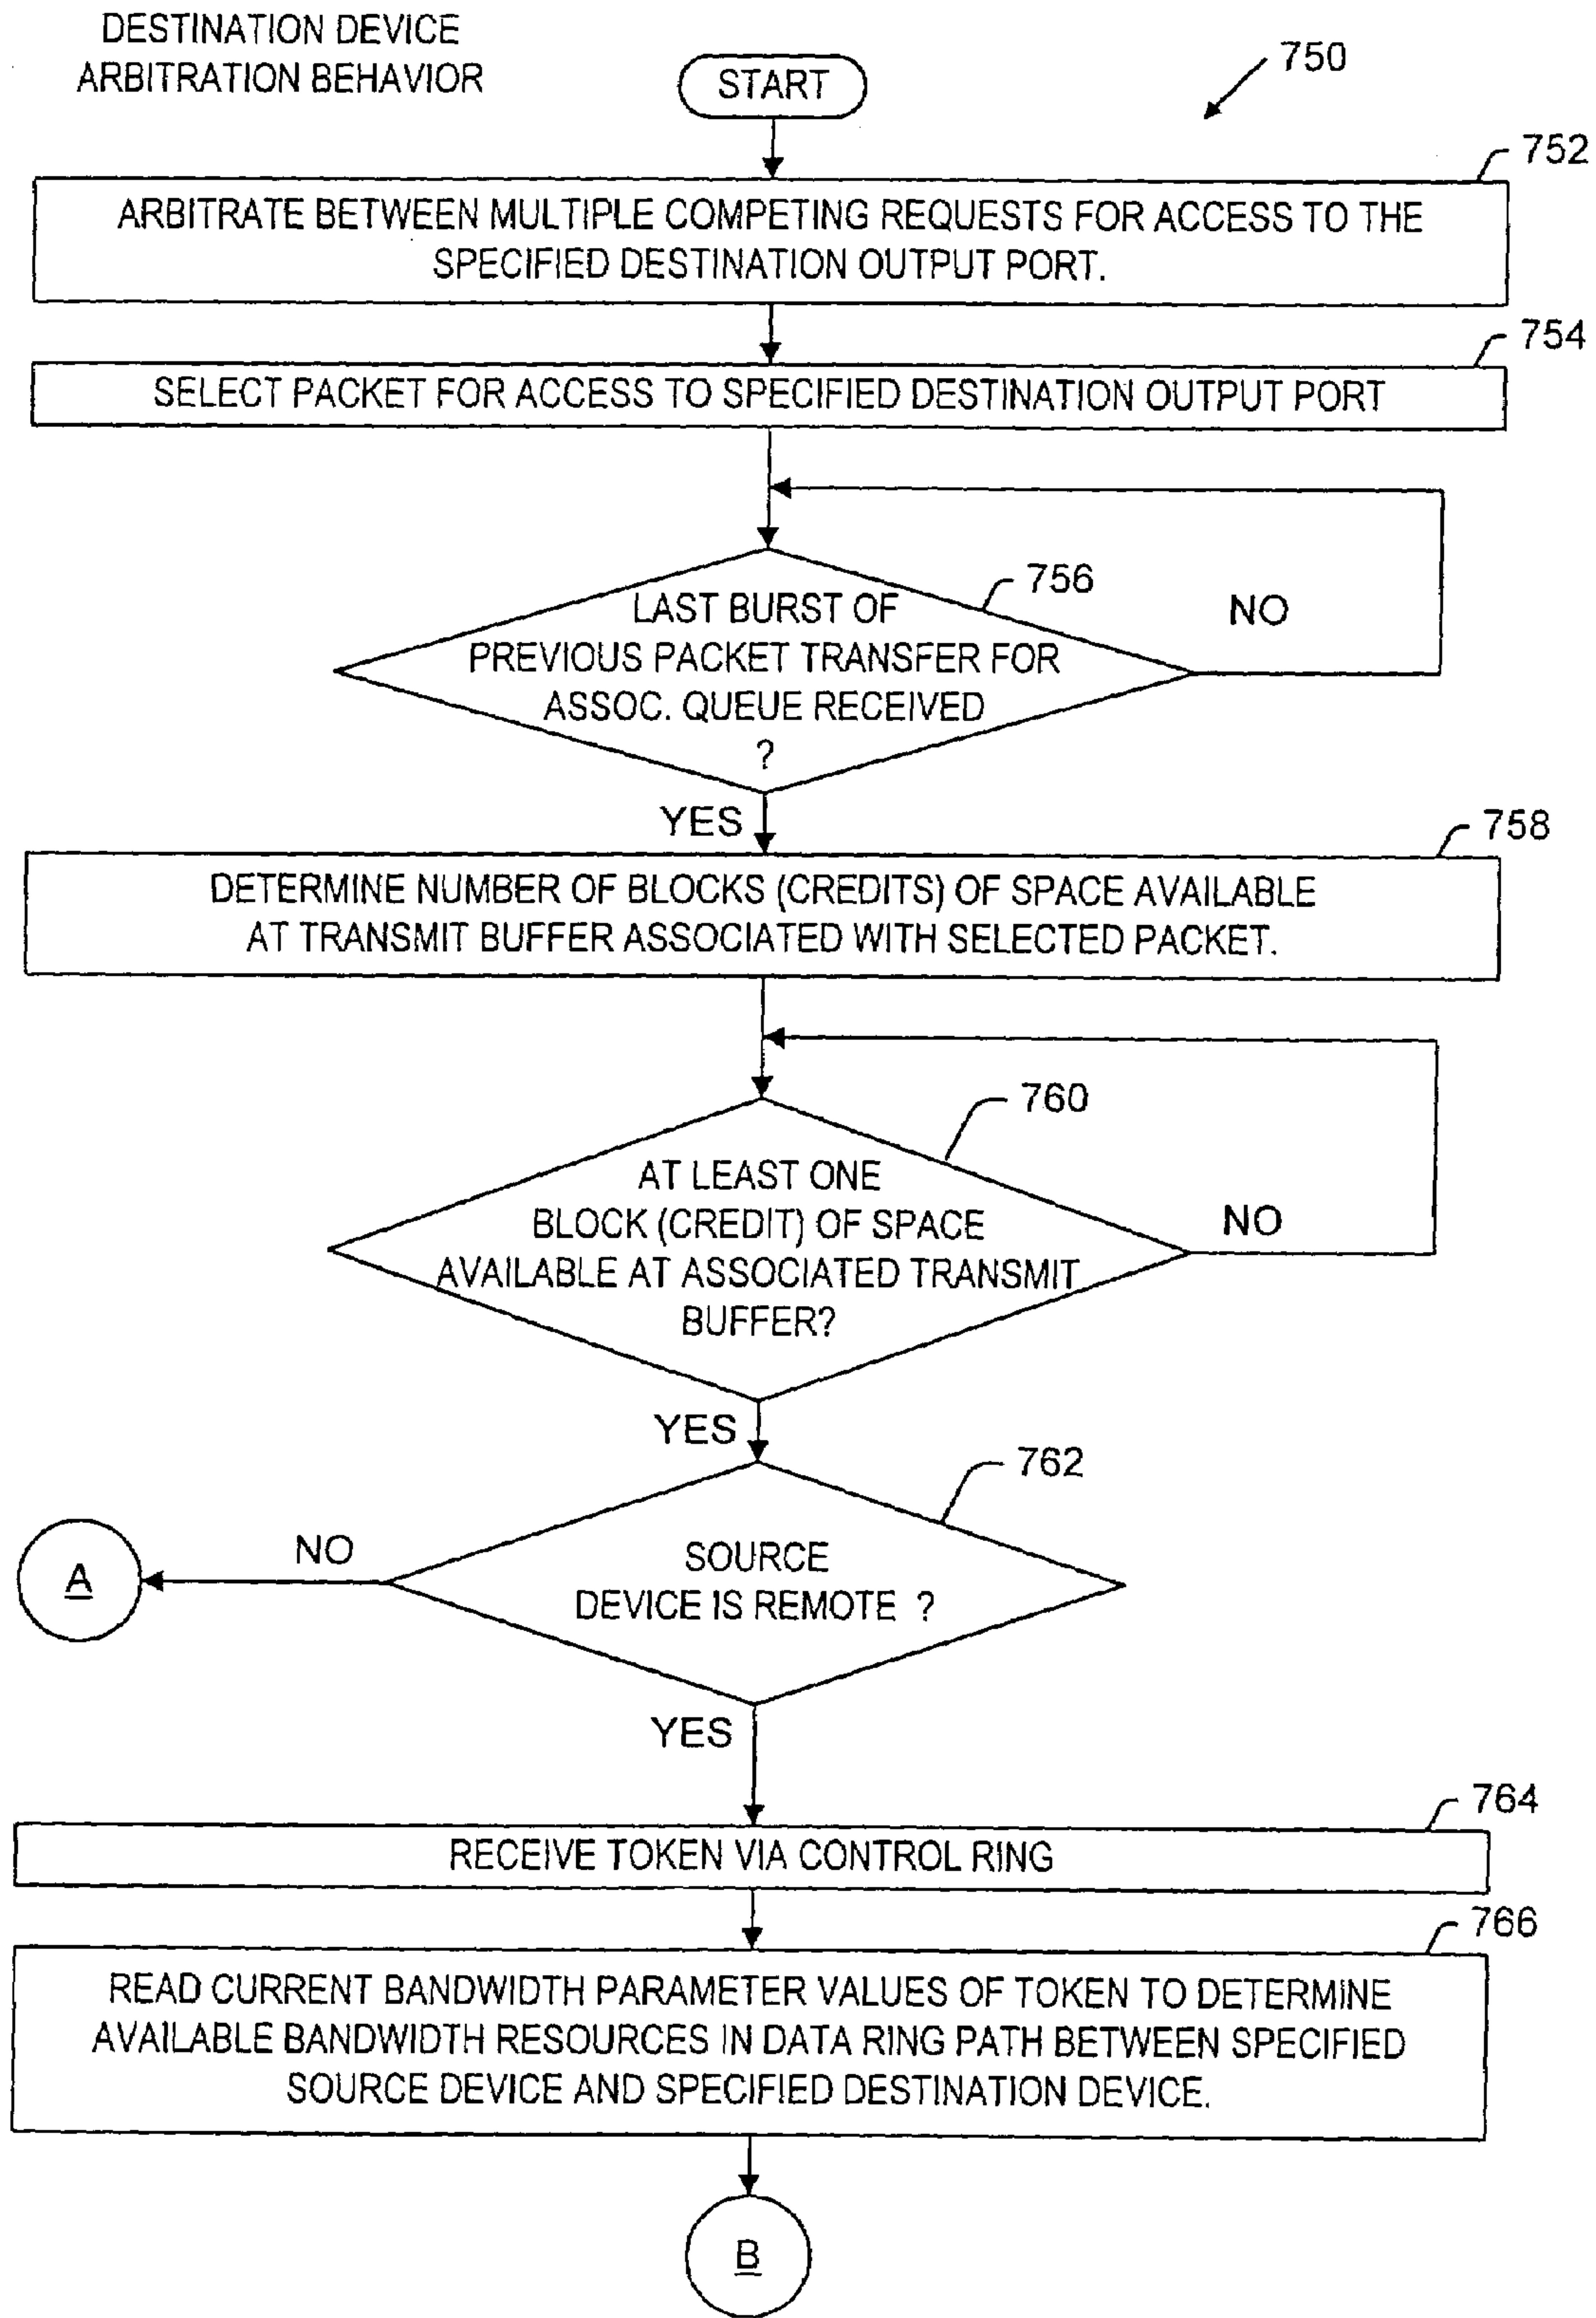 DESTINATION DEVICE
ARBITRATION BEHAVIOR
START
750
752
ARBITRATE BETWEEN MULTIPLE COMPETING REQUESTS FOR ACCESS TO THE
SPECIFIED DESTINATION OUTPUT PORT.
754
SELECT PACKET FOR ACCESS TO SPECIFIED DESTINATION OUTPUT PORT
756
LAST BURST OF
PREVIOUS PACKET TRANSFER FOR
ASSOC. QUEUE RECEIVED
?
NO
YES
758
DETERMINE NUMBER OF BLOCKS (CREDITS) OF SPACE AVAILABLE
AT TRANSMIT BUFFER ASSOCIATED WITH SELECTED PACKET.
760
AT LEAST ONE
BLOCK (CREDIT) OF SPACE
AVAILABLE AT ASSOCIATED TRANSMIT
BUFFER?
NO
YES
762
SOURCE
DEVICE IS REMOTE ?
NO
A
YES
764
RECEIVE TOKEN VIA CONTROL RING
766
READ CURRENT BANDWIDTH PARAMETER VALUES OF TOKEN TO DETERMINE
AVAILABLE BANDWIDTH RESOURCES IN DATA RING PATH BETWEEN SPECIFIED
SOURCE DEVICE AND SPECIFIED DESTINATION DEVICE.
B